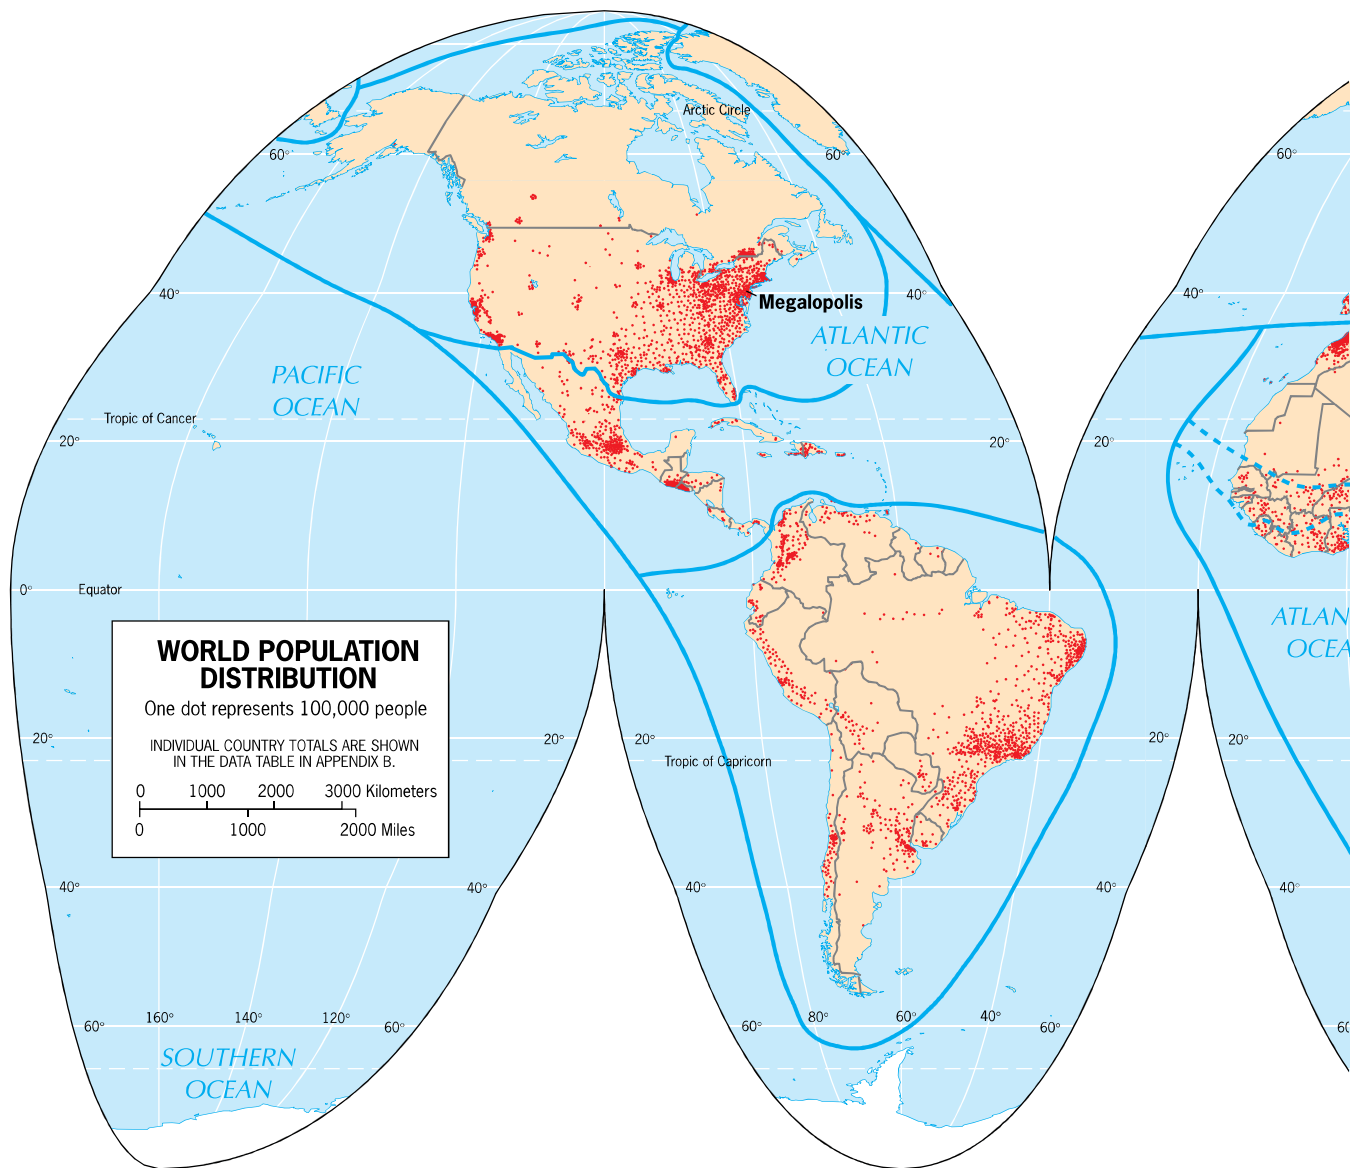 Arctic Circle
60°
60°
60°
40°
Megalopolis
40°
40°
ATLANTIC
OCEAN
PACIFIC
OCEAN
Tropic of Cancer
20°
20°
20°
0°
Equator
ATLAN
OCEA
WORLD POPULATION
DISTRIBUTION
One dot represents 100,000 people
INDIVIDUAL COUNTRY TOTALS ARE SHOWN
IN THE DATA TABLE IN APPENDIX B.
0 1000 2000 3000 Kilometers
0 1000 2000 Miles
20°
20°
20°
20°
20°
Tropic of Capricorn
40°
40°
40°
40°
40°
60°
160°
140°
120°
60°
60°
80°
60°
40°
60°
60
SOUTHERN
OCEAN